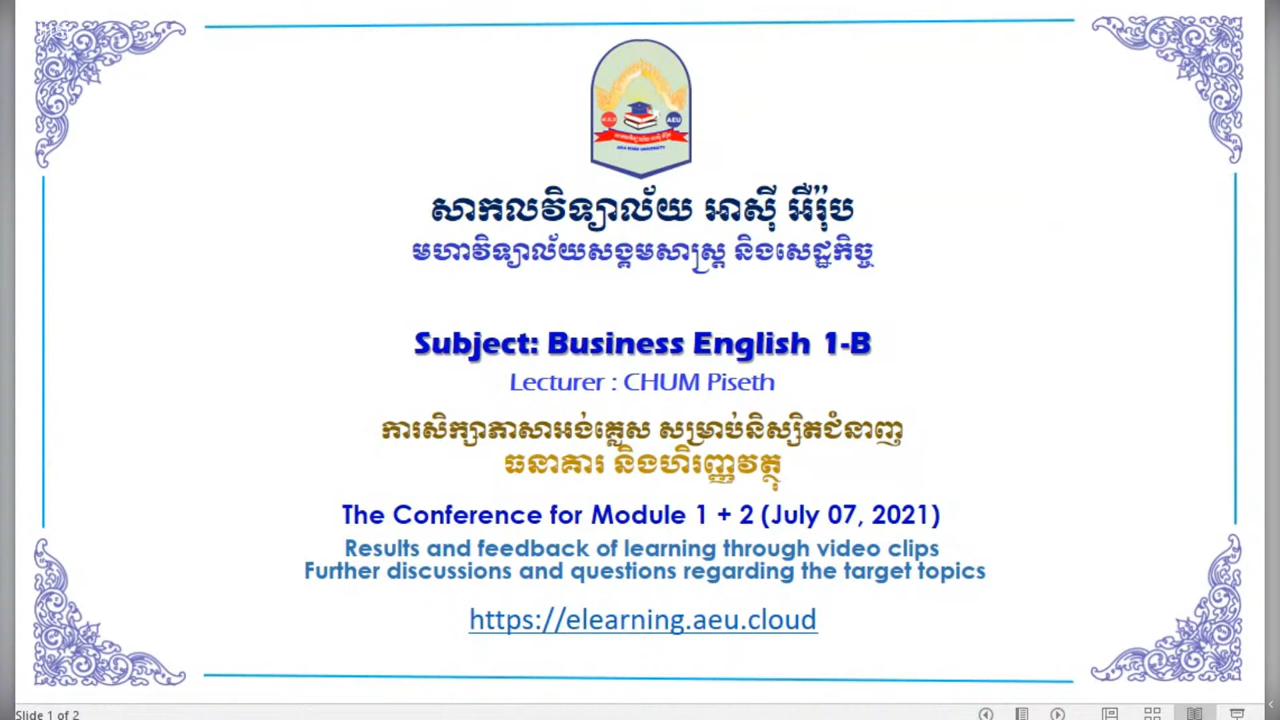 AEU
ASIA EURO UNIVERSITY
សាកលវិទ្យាល័យ អាស៊ី អឺរ៉ុប
មហាវិទ្យាល័យសង្គមសាស្ត្រ និងសេដ្ឋកិច្ច
Subject: Business English 1-B
Lecturer : CHUM Piseth
ការសិក្សាភាសាអង់គ្លេស សម្រាប់និស្សិតជំនាញ
ធនាគារ និងហិរញ្ញវត្ថុ
The Conference for Module 1 + 2 (July 07, 2021)
Results and feedback of learning through video clips
Further discussions and questions regarding the target topics
https://elearning.aeu.cloud
Slide 1 of 2